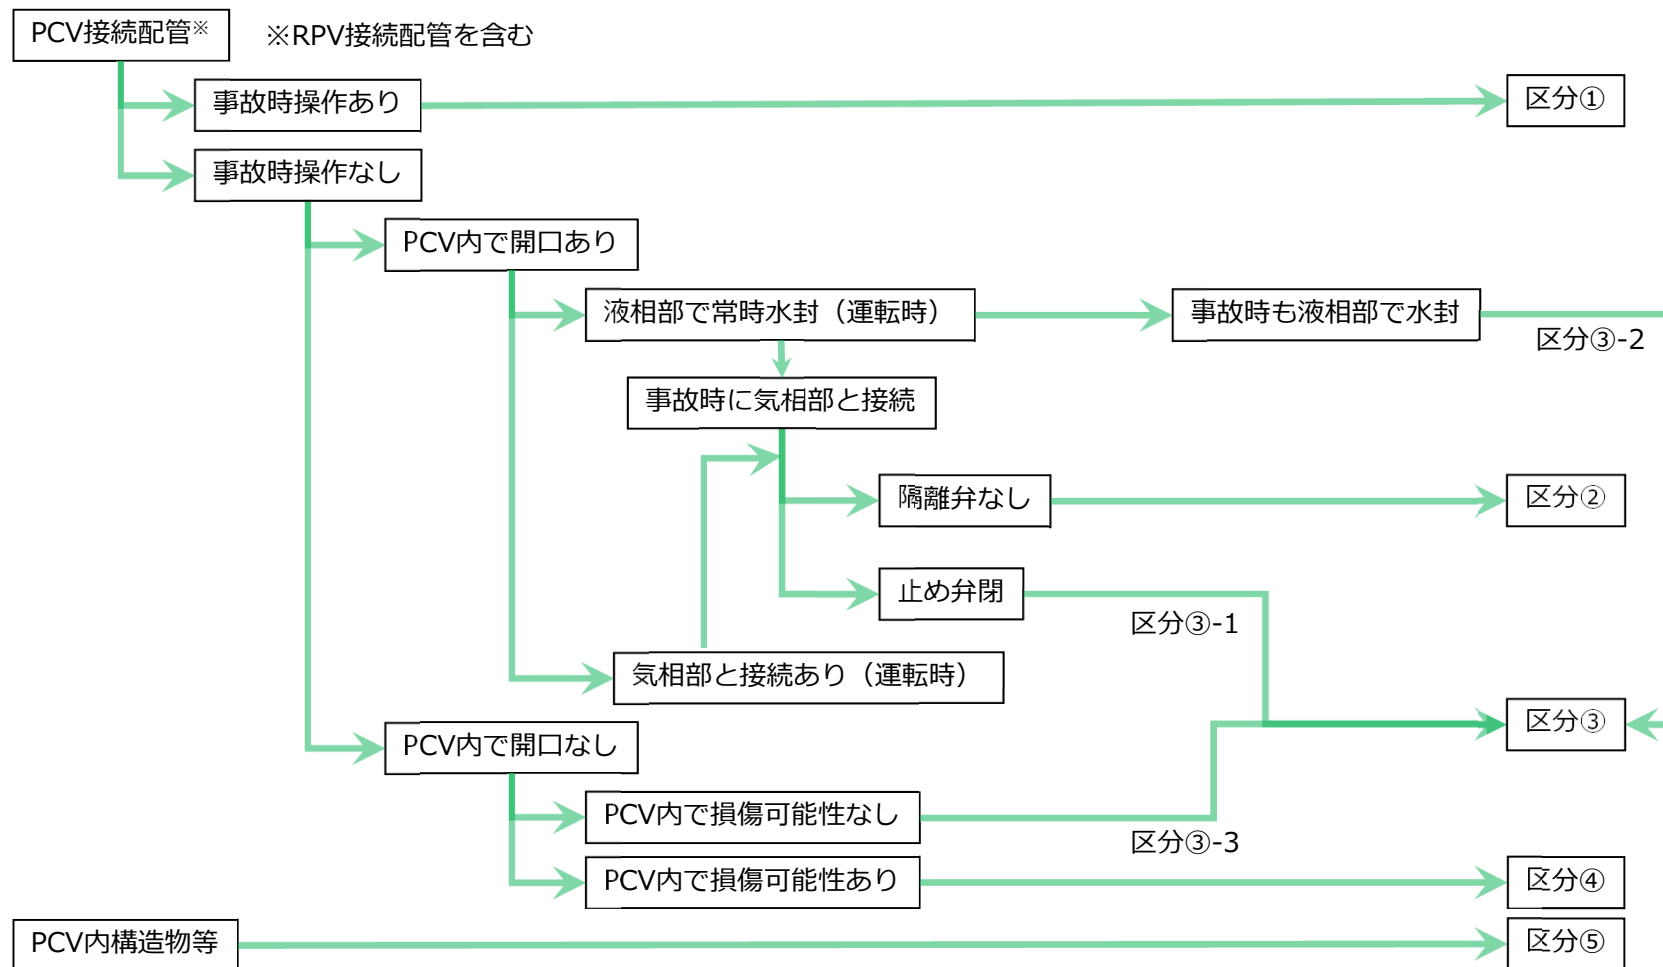 PCV接続配管※
※RPV接続配管を含む
事故時操作あり
区分①
事故時操作なし
PCV内で開口あり
液相部で常時水封（運転時）
事故時も液相部で水封
区分③-2
事故時に気相部と接続
隔離弁なし
区分②
止め弁閉
区分③-1
気相部と接続あり（運転時）
区分③
PCV内で開口なし
PCV内で損傷可能性なし
区分③-3
PCV内で損傷可能性あり
区分④
PCV内構造物等
区分⑤